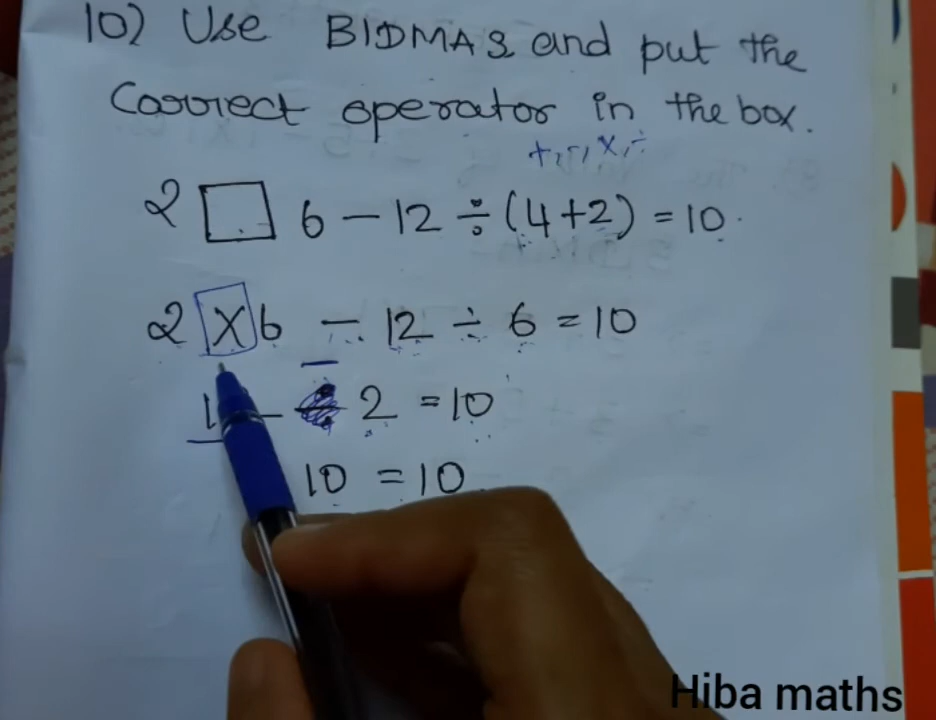 10) Use BIDMAS and put the
Correct operator in the box.
+, -, ×, ÷
2 □ 6 − 12 ÷ (4+2) = 10.
2 × 6 − 12 ÷ 6 = 10
− 2 = 10
10 = 10
Hiba maths